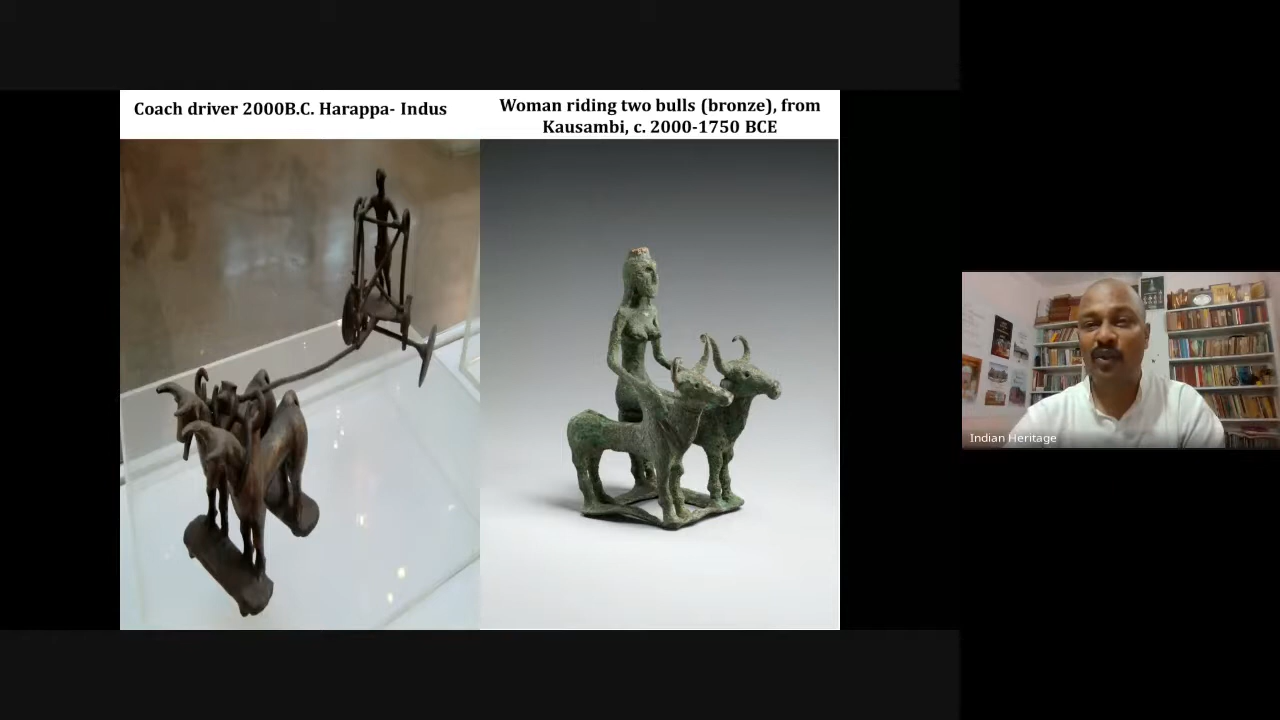 Coach driver 2000B.C. Harappa- Indus
Woman riding two bulls (bronze), from
Kausambi, c. 2000-1750 BCE
Indian Heritage